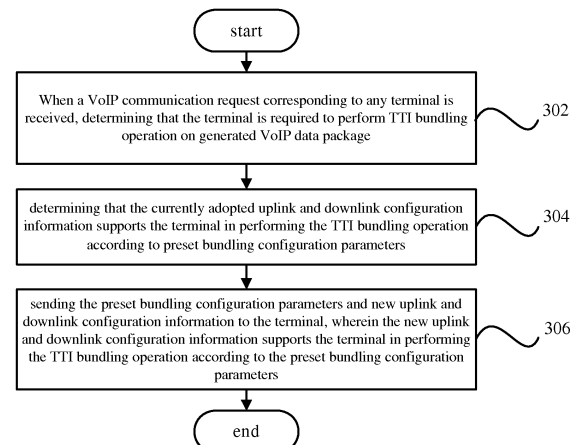 start
When a VoIP communication request corresponding to any terminal is
received, determining that the terminal is required to perform TTI bundling
operation on generated VoIP data package
302
determining that the currently adopted uplink and downlink configuration
information supports the terminal in performing the TTI bundling operation
according to preset bundling configuration parameters
304
sending the preset bundling configuration parameters and new uplink and
downlink configuration information to the terminal, wherein the new uplink
and downlink configuration information supports the terminal in performing
the TTI bundling operation according to the preset bundling configuration
parameters
306
end